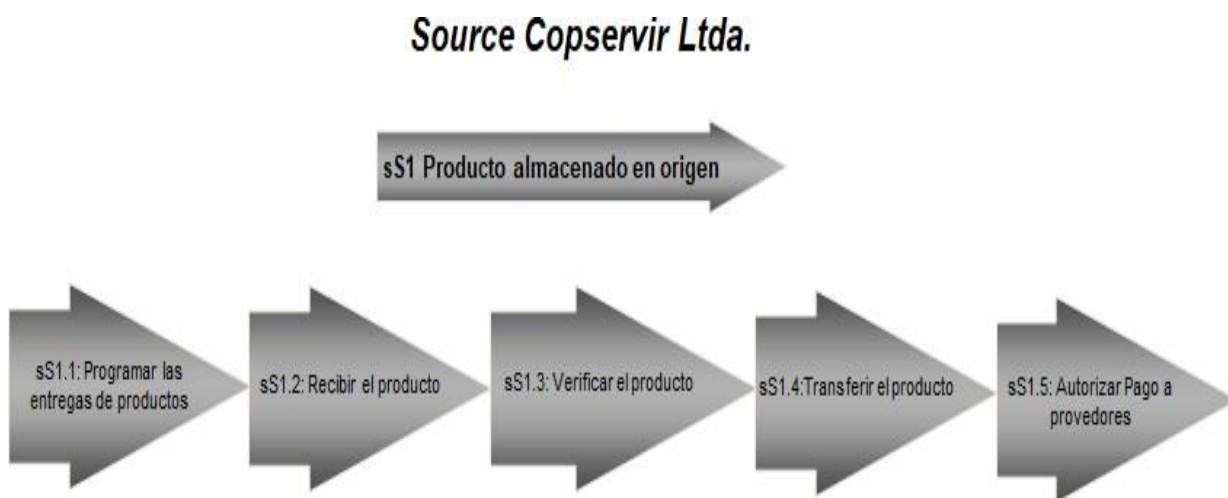 Source Copservir Ltda.
sS1 Producto almacenado en origen
sS1.1: Programar las
entregas de productos
sS1.2: Recibir el producto
sS1.3: Verificar el producto
sS1.4:Transferir el producto
sS1.5: Autorizar Pago a
provedores